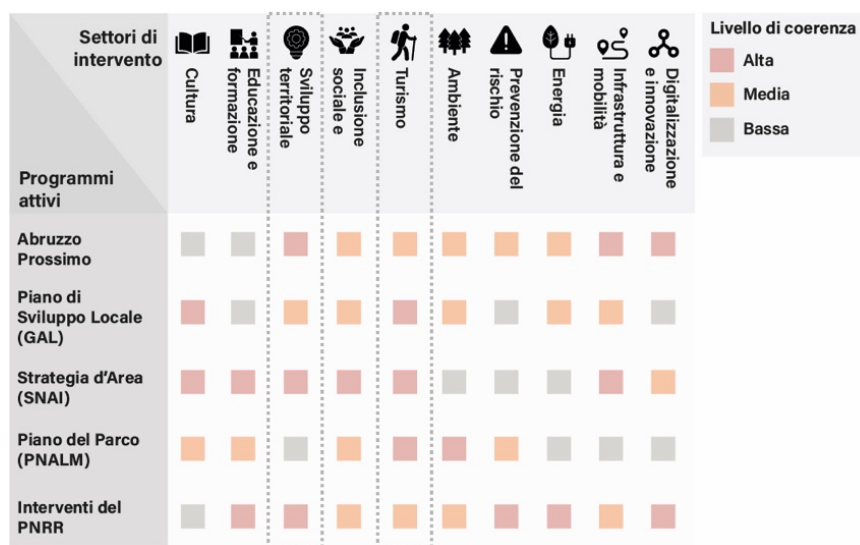 Settori di
intervento
Programmi
attivi
Cultura
Educazione e
formazione
Sviluppo
territoriale
Inclusione
sociale e
Turismo
Ambiente
Prevenzione del
rischio
Energia
Infrastruttura e
mobilità
Digitalizzazione
e innovazione
Livello di coerenza
Alta
Media
Bassa
Abruzzo
Prossimo
Piano di
Sviluppo Locale
(GAL)
Strategia d'Area
(SNAI)
Piano del Parco
(PNALM)
Interventi del
PNRR